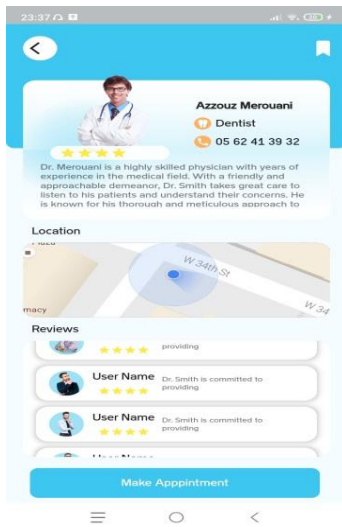 23:37
Azzouz Merouani
Dentist
05 62 41 39 32
Dr. Merouani is a highly skilled physician with years of
experience in the medical field. With a friendly and
approachable demeanor, Dr. Smith takes great care to
listen to his patients and understand their concerns. He
is known for his thorough and meticulous approach to
Location
W 34th St
W 34
macy
Reviews
providing
User Name
Dr. Smith is committed to
providing
User Name
Dr. Smith is committed to
providing
Make Apppintment